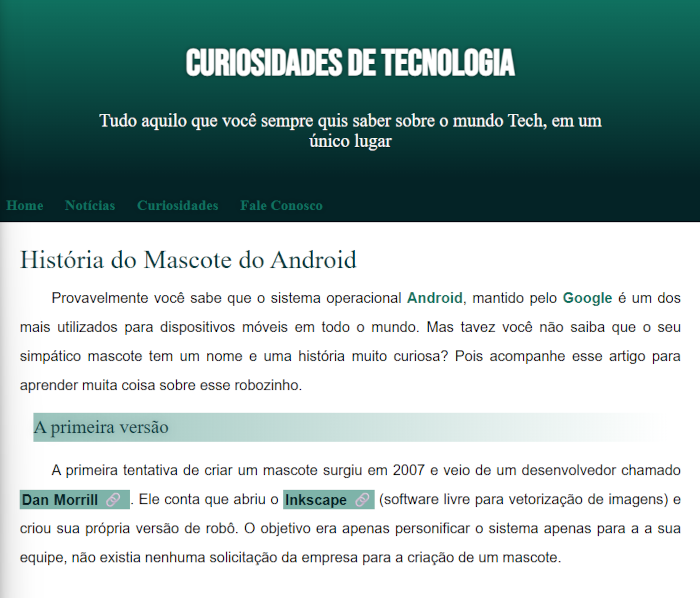 CURIOSIDADES DE TECNOLOGIA
Tudo aquilo que você sempre quis saber sobre o mundo Tech, em um
único lugar
Home Notícias Curiosidades Fale Conosco
História do Mascote do Android
Provavelmente você sabe que o sistema operacional Android, mantido pelo Google é um dos
mais utilizados para dispositivos móveis em todo o mundo. Mas tavez você não saiba que o seu
simpático mascote tem um nome e uma história muito curiosa? Pois acompanhe esse artigo para
aprender muita coisa sobre esse robozinho.
A primeira versão
A primeira tentativa de criar um mascote surgiu em 2007 e veio de um desenvolvedor chamado
Dan Morrill 🔗 . Ele conta que abriu o Inkscape 🔗 (software livre para vetorização de imagens) e
criou sua própria versão de robô. O objetivo era apenas personificar o sistema apenas para a a sua
equipe, não existia nenhuma solicitação da empresa para a criação de um mascote.